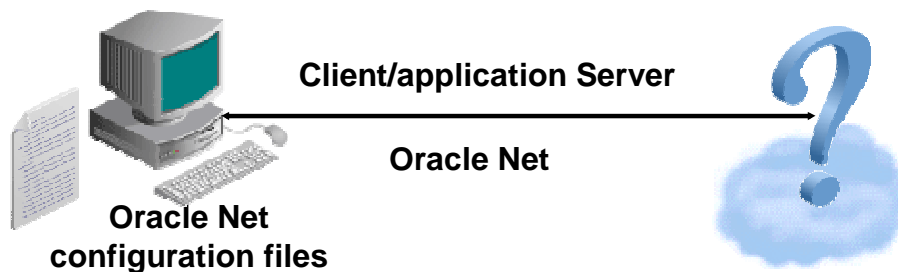 Client/application Server
Oracle Net
Oracle Net
configuration files